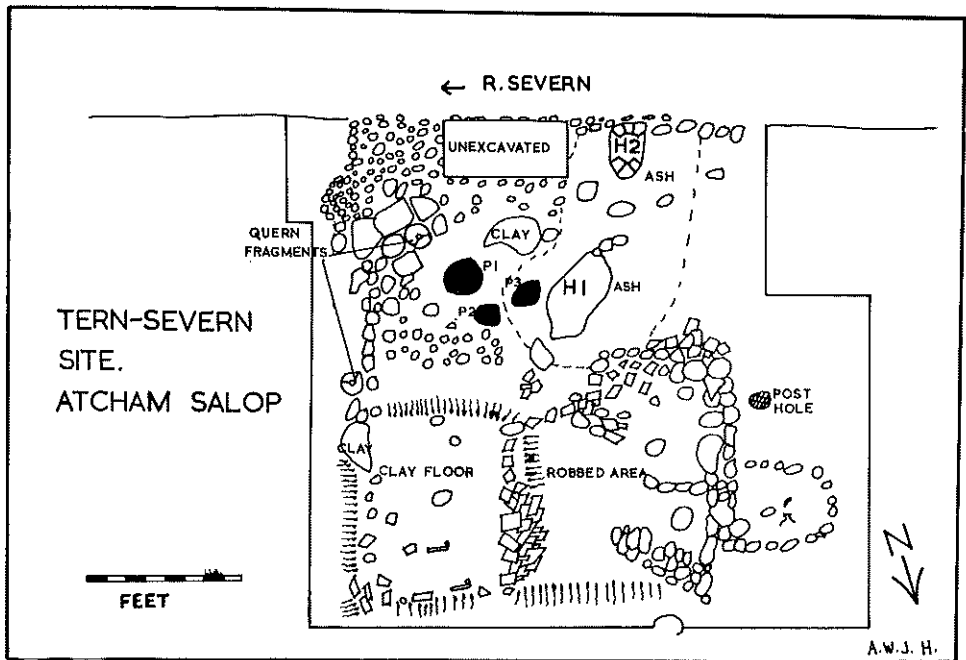 ← R. SEVERN
UNEXCAVATED
H2
ASH
QUERN
FRAGMENTS
CLAY
P1
P3
H1
ASH
P2
TERN-SEVERN
SITE.
ATCHAM SALOP
POST
HOLE
CLAY
CLAY FLOOR
ROBBED AREA
N
FEET
A.W.J. H.